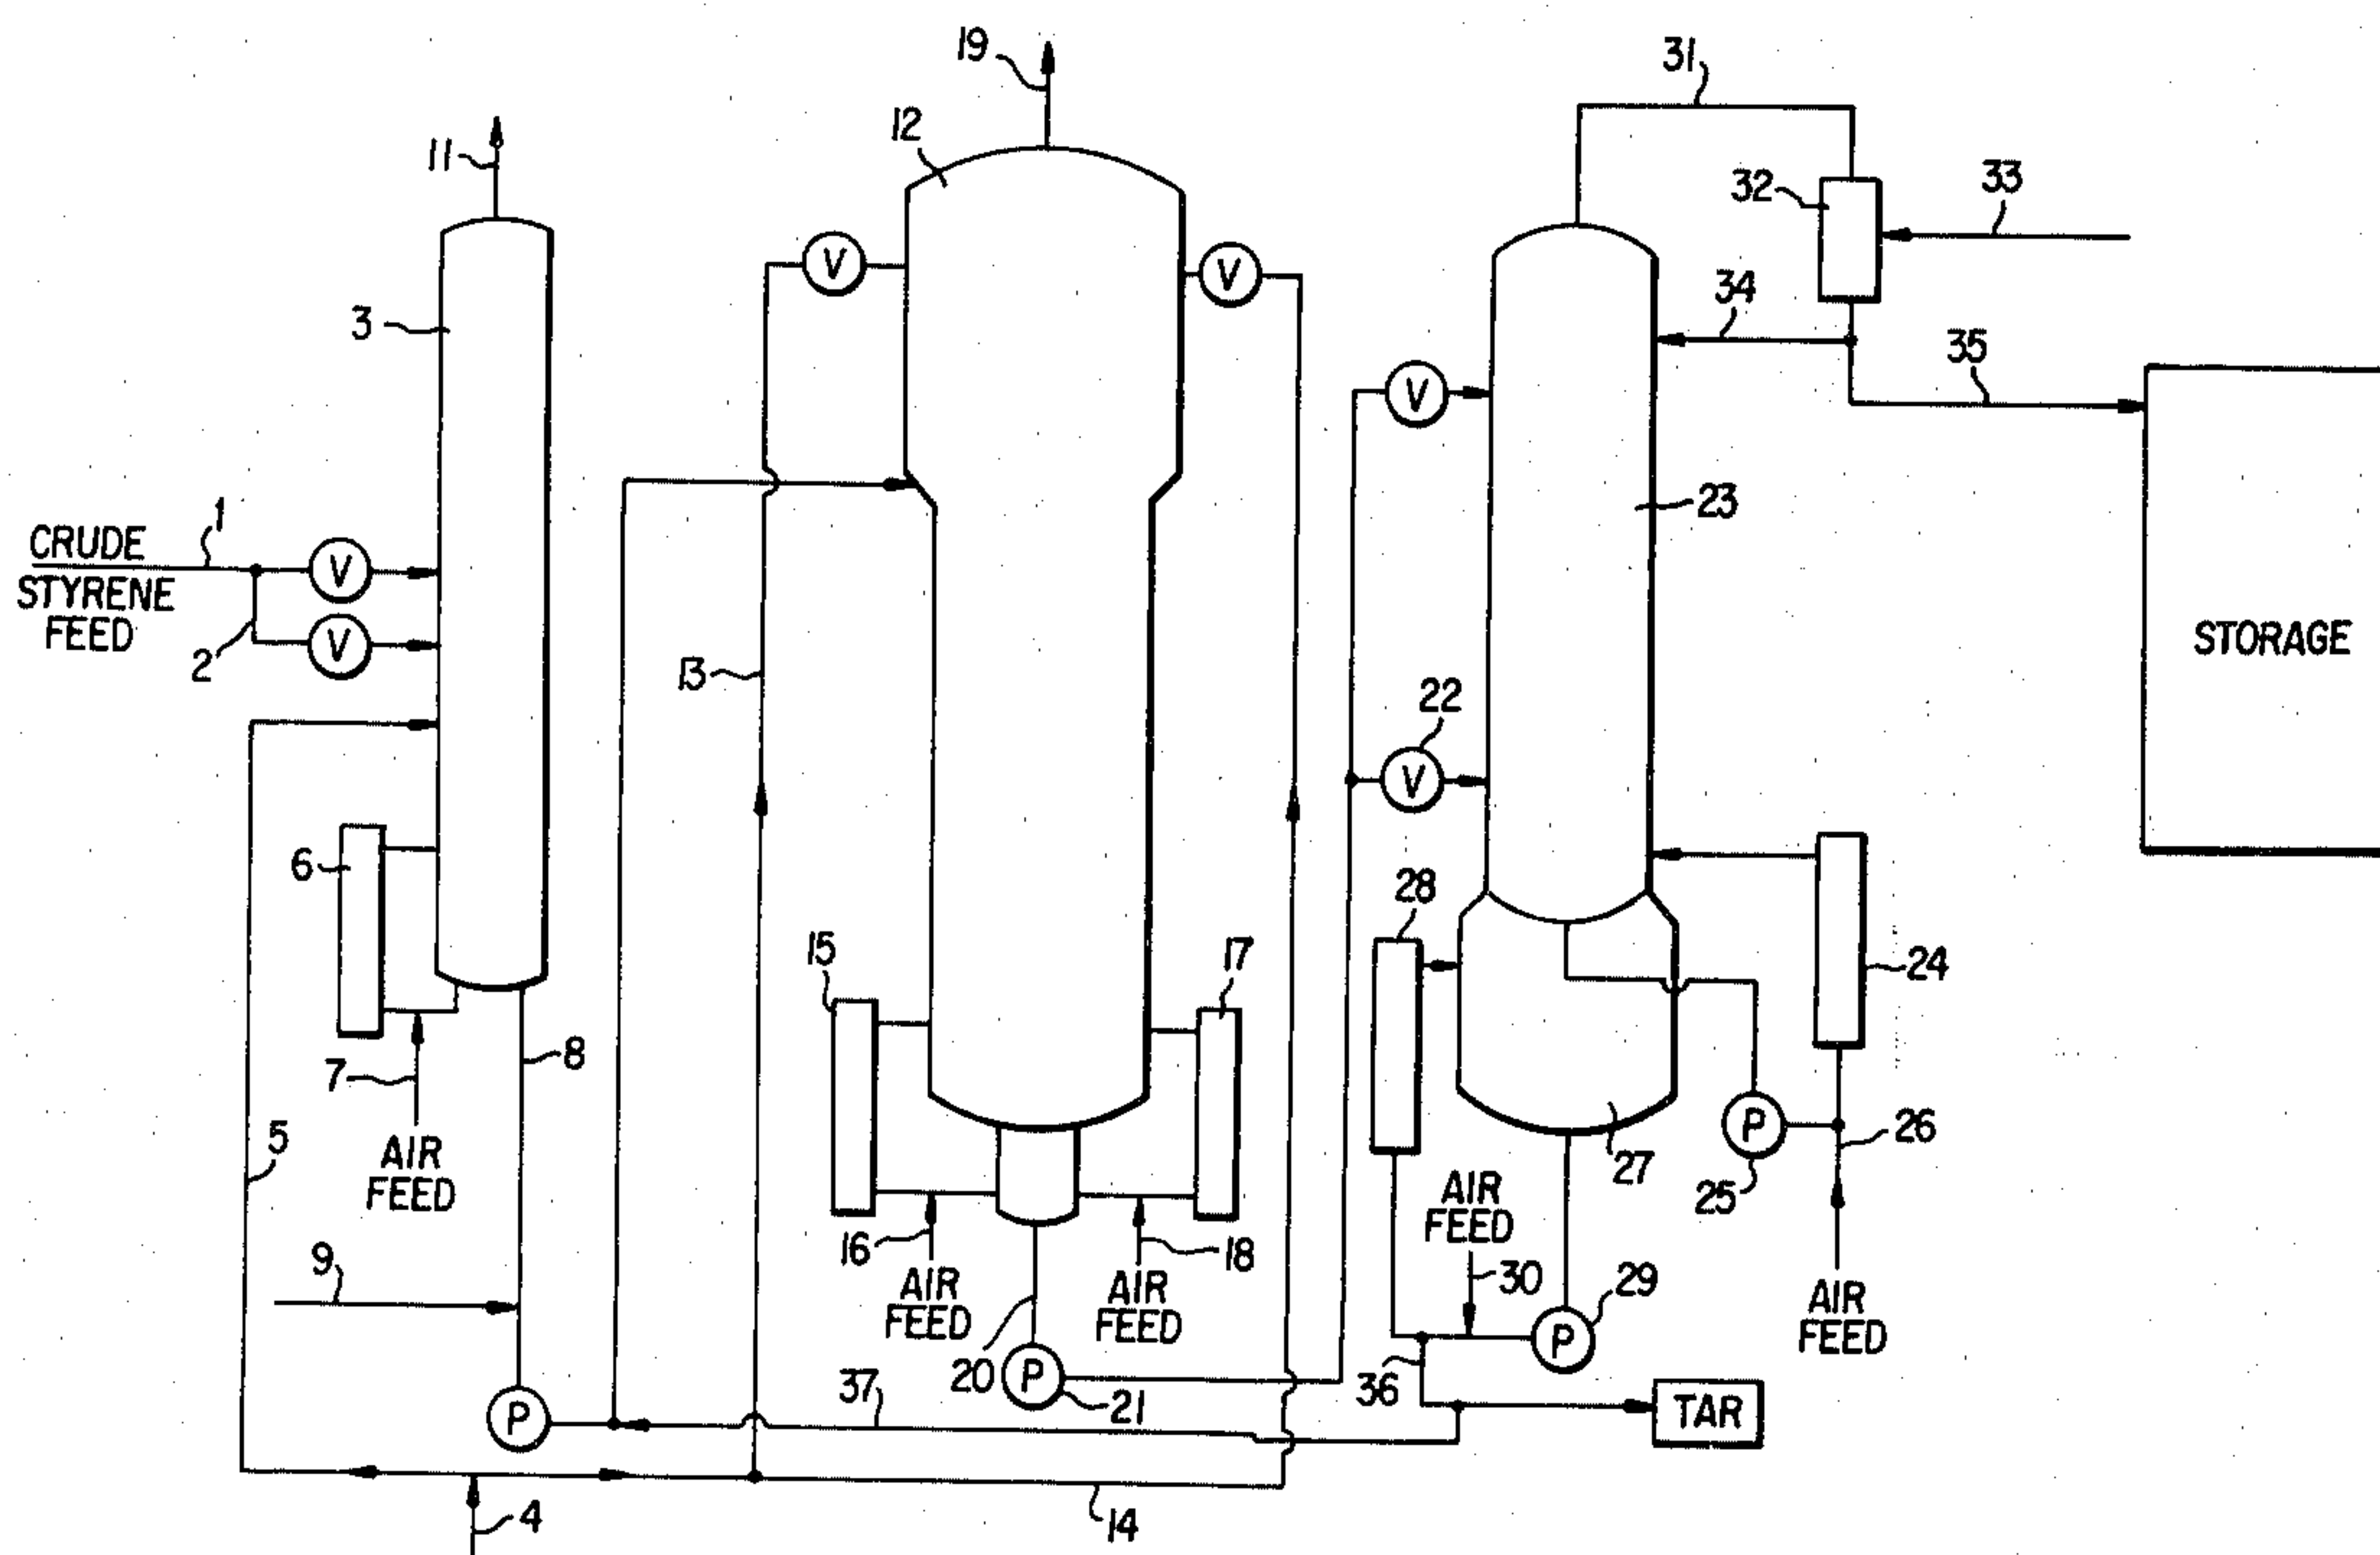 19
31
12
11
32
33
3
V
V
34
35
V
23
1
CRUDE
STYRENE
FEED
V
V
2
13
22
V
STORAGE
6
28
15
17
24
8
7
5
AIR
FEED
P
26
27
25
AIR
FEED
16
18
9
AIR
FEED
AIR
FEED
30
29
P
AIR
FEED
20
P
21
37
36
TAR
P
4
14